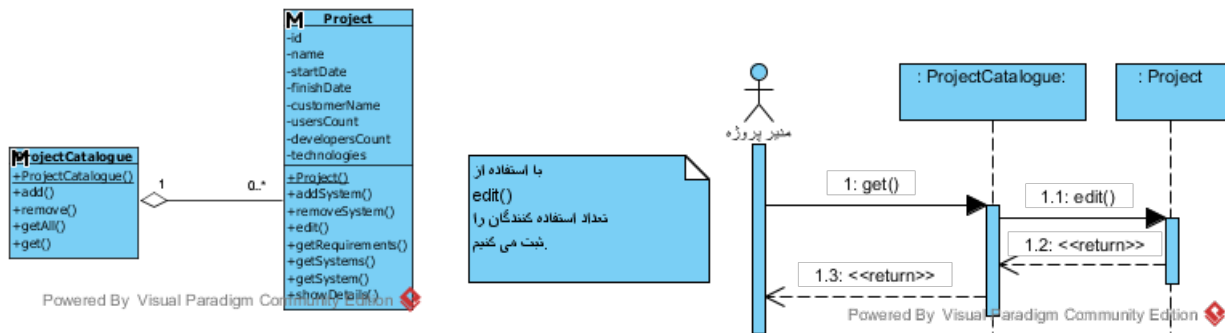 Project
-id
-name
-startDate
-finishDate
-customerName
-usersCount
-developersCount
-technologies
+Project()
+addSystem()
+removeSystem()
+edit()
+getRequirements()
+getSystems()
+getSystem()
+showDetails()
ProjectCatalogue
+ProjectCatalogue()
+add()
+remove()
+getAll()
+get()
1
0..*
Powered By Visual Paradigm Community Edition
با استفاده از
edit()
تعداد استفاده کنندگان را
ثبت می کنیم.
مدیر پروژه
: ProjectCatalogue:
: Project
1: get()
1.1: edit()
1.2: <<return>>
1.3: <<return>>
Powered By Visual Paradigm Community Edition